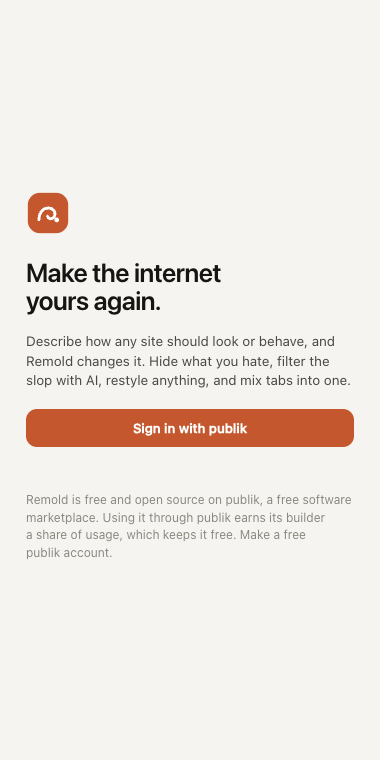 Make the internet
yours again.
Describe how any site should look or behave, and
Remold changes it. Hide what you hate, filter the
slop with AI, restyle anything, and mix tabs into one.
Sign in with publik
Remold is free and open source on publik, a free software
marketplace. Using it through publik earns its builder
a share of usage, which keeps it free. Make a free
publik account.